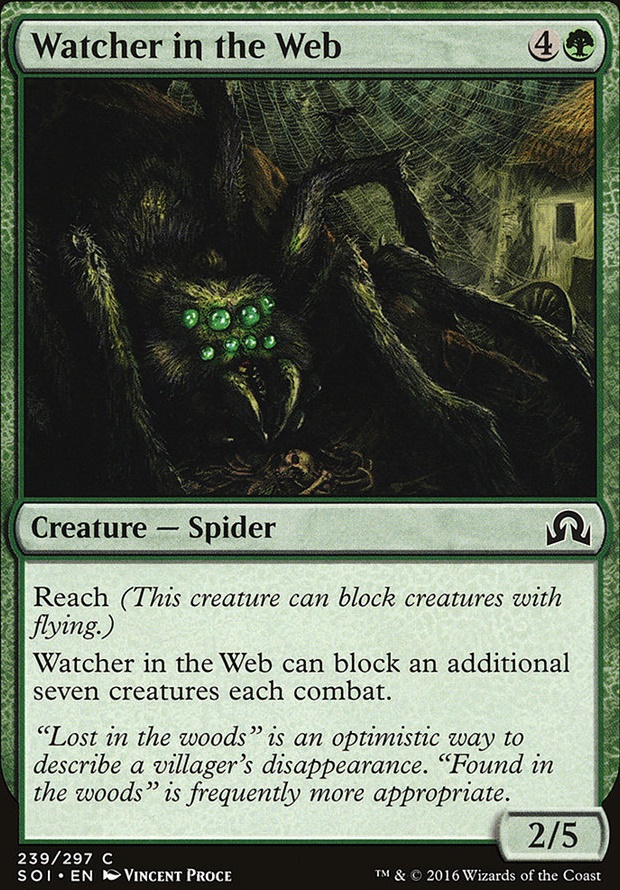 Watcher in the Web 4
Creature — Spider
Reach (This creature can block creatures with
flying.)
Watcher in the Web can block an additional
seven creatures each combat.
“Lost in the woods” is an optimistic way to
describe a villager’s disappearance. “Found in
the woods” is frequently more appropriate.
2/5
239/297 C
SOI • EN Vincent Proce
™ & © 2016 Wizards of the Coast